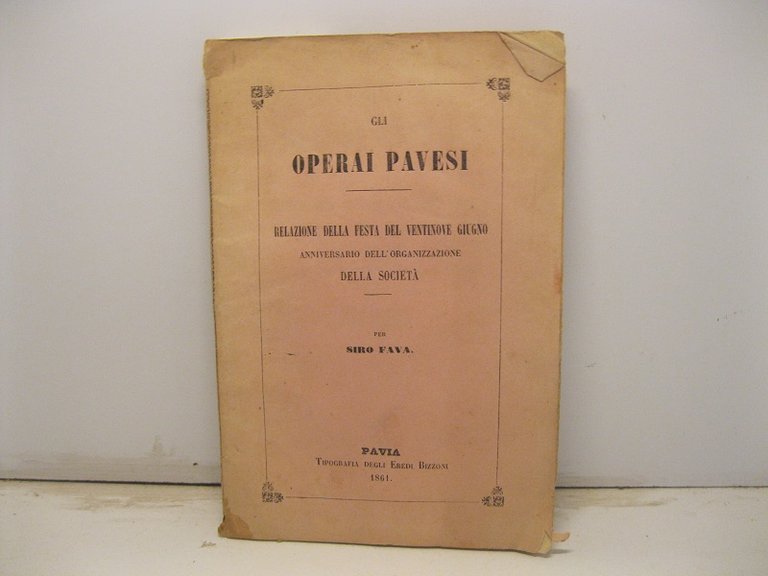 GLI
OPERAI PAVESI
RELAZIONE DELLA FESTA DEL VENTINOVE GIUGNO
ANNIVERSARIO DELL'ORGANIZZAZIONE
DELLA SOCIETÀ
PER
SIRO FAVA.
PAVIA
TIPOGRAFIA DEGLI EREDI BIZZONI
1861.